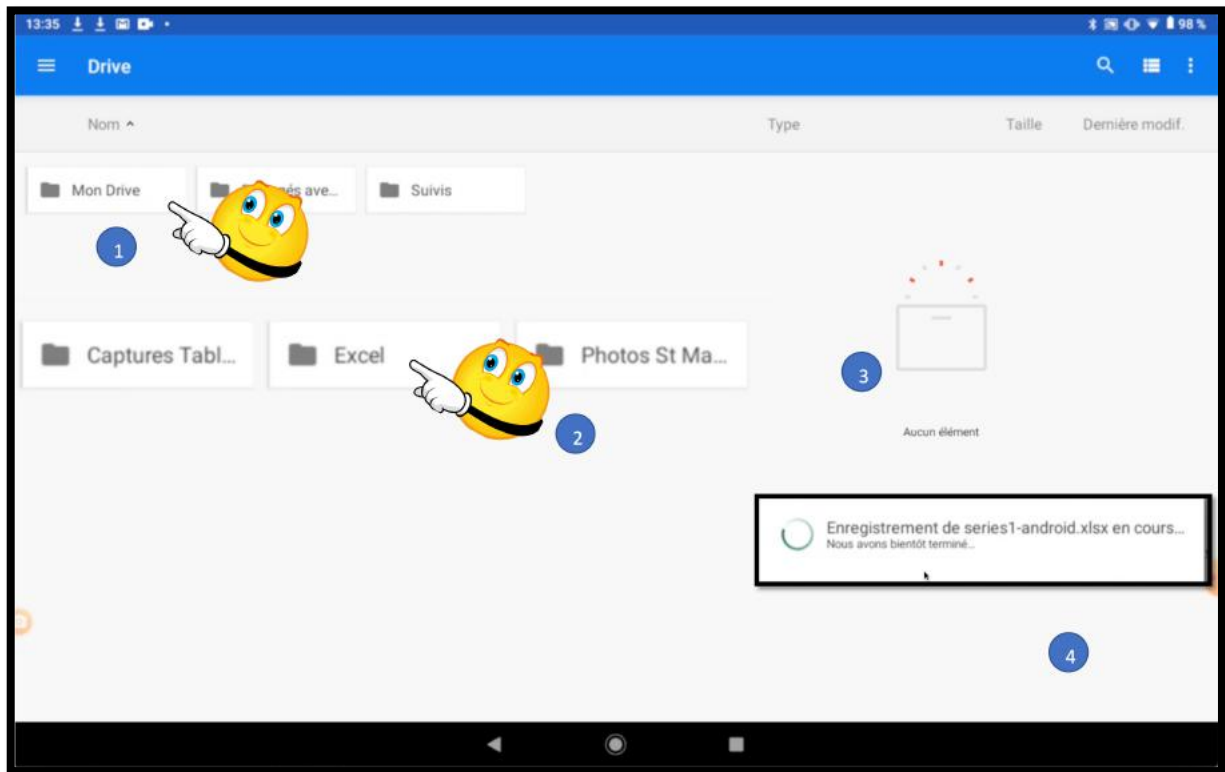 13:35
98 %
Drive
Nom
Type
Taille
Dernière modif.
Mon Drive
ave...
Suivis
1
Captures Tabl...
Excel
Photos St Ma...
2
3
Aucun élément
Enregistrement de series1-android.xlsx en cours...
Nous avons bientôt terminé...
4